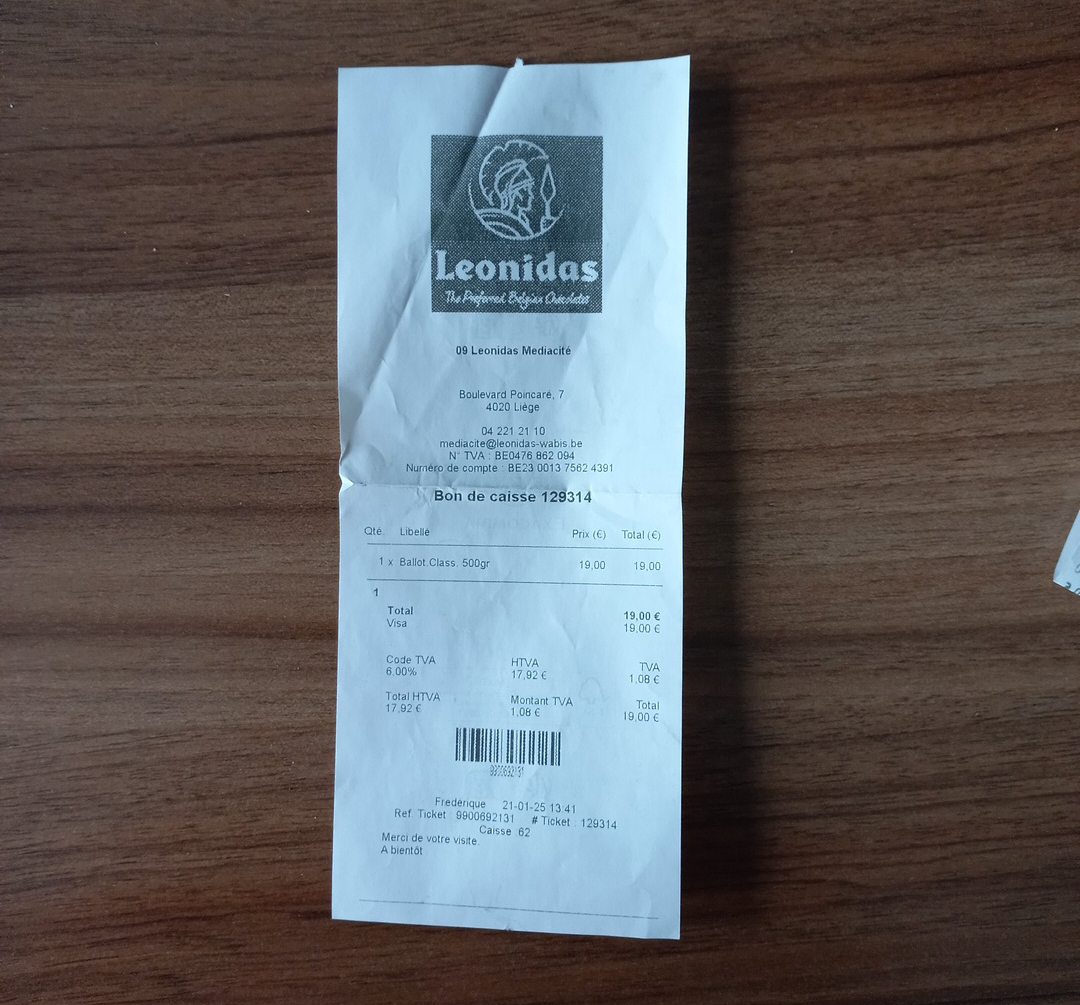 Leonidas
The Preferred Belgian Chocolates
09 Leonidas Mediacité
Boulevard Poincaré, 7
4020 Liège
04 221 21 10
mediacite@leonidas-wabis.be
N° TVA : BE0476 862 094
Numéro de compte : BE23 0013 7562 4391
Bon de caisse 129314
Qté Libelle Prix (€) Total (€)
1 x Ballot.Class. 500gr 19,00 19,00
1
Total 19,00 €
Visa 19,00 €
Code TVA HTVA TVA
6,00% 17,92 € 1,08 €
Total HTVA Montant TVA Total
17,92 € 1,08 € 19,00 €
Frederique 21-01-25 13:41
Ref. Ticket : 9900692131 # Ticket : 129314
Caisse 62
Merci de votre visite.
A bientôt